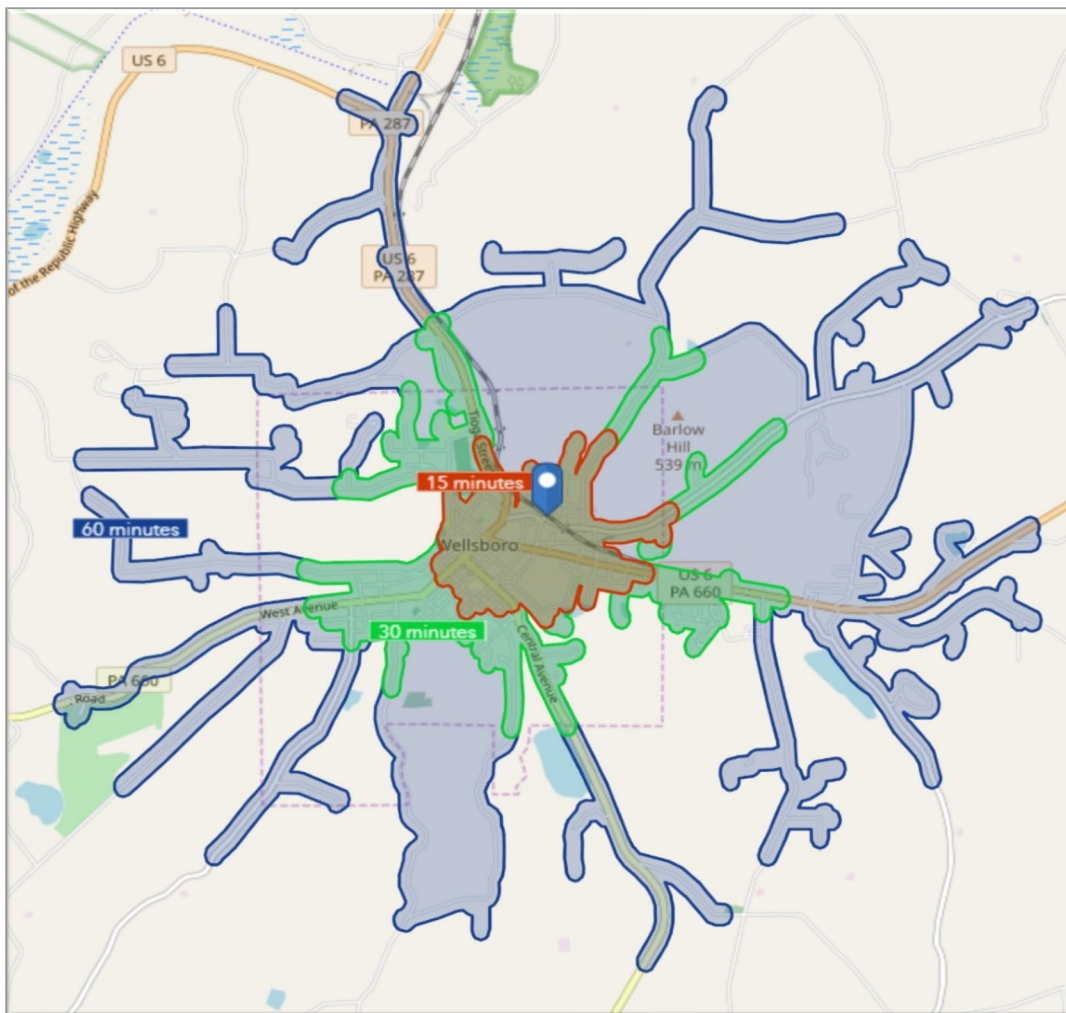 US 6
PA 287
of the Republic Highway
US 6
PA 287
Tioga Street
Barlow
Hill
539 m
15 minutes
60 minutes
Wellsboro
US 6
PA 660
West Avenue
30 minutes
Central Avenue
PA 660
Road